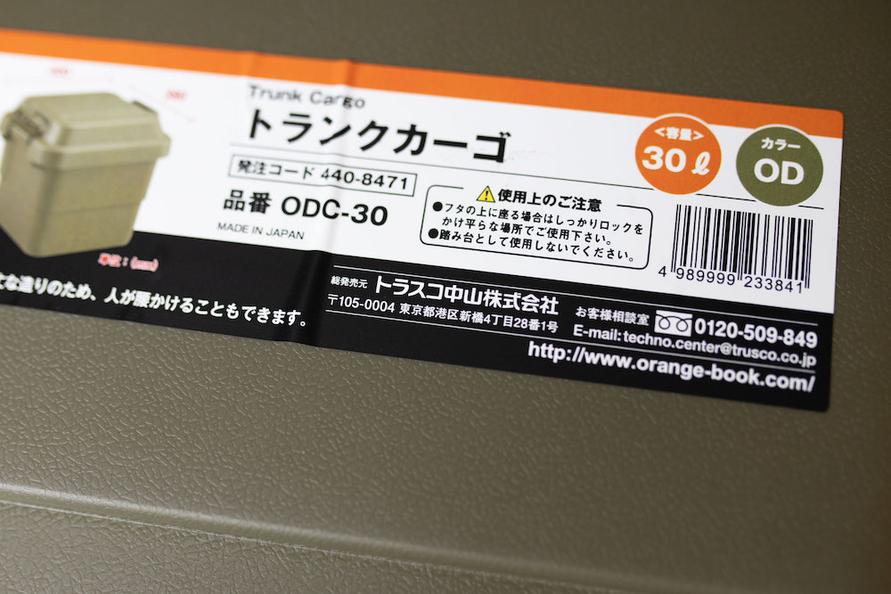 Trunk Cargo
トランクカーゴ
発注コード 440-8471
品番 ODC-30
MADE IN JAPAN
<容量>
30ℓ
カラー
OD
使用上のご注意
●フタの上に座る場合はしっかりロックを
かけ平らな場所でご使用下さい。
●踏み台として使用しないでください。
4 989999 233841
単位：(mm)
な造りのため、人が腰かけることもできます。
総発売元 トラスコ中山株式会社
〒105-0004 東京都港区新橋4丁目28番1号
お客様相談室 0120-509-849
E-mail:techno.center@trusco.co.jp
http://www.orange-book.com/